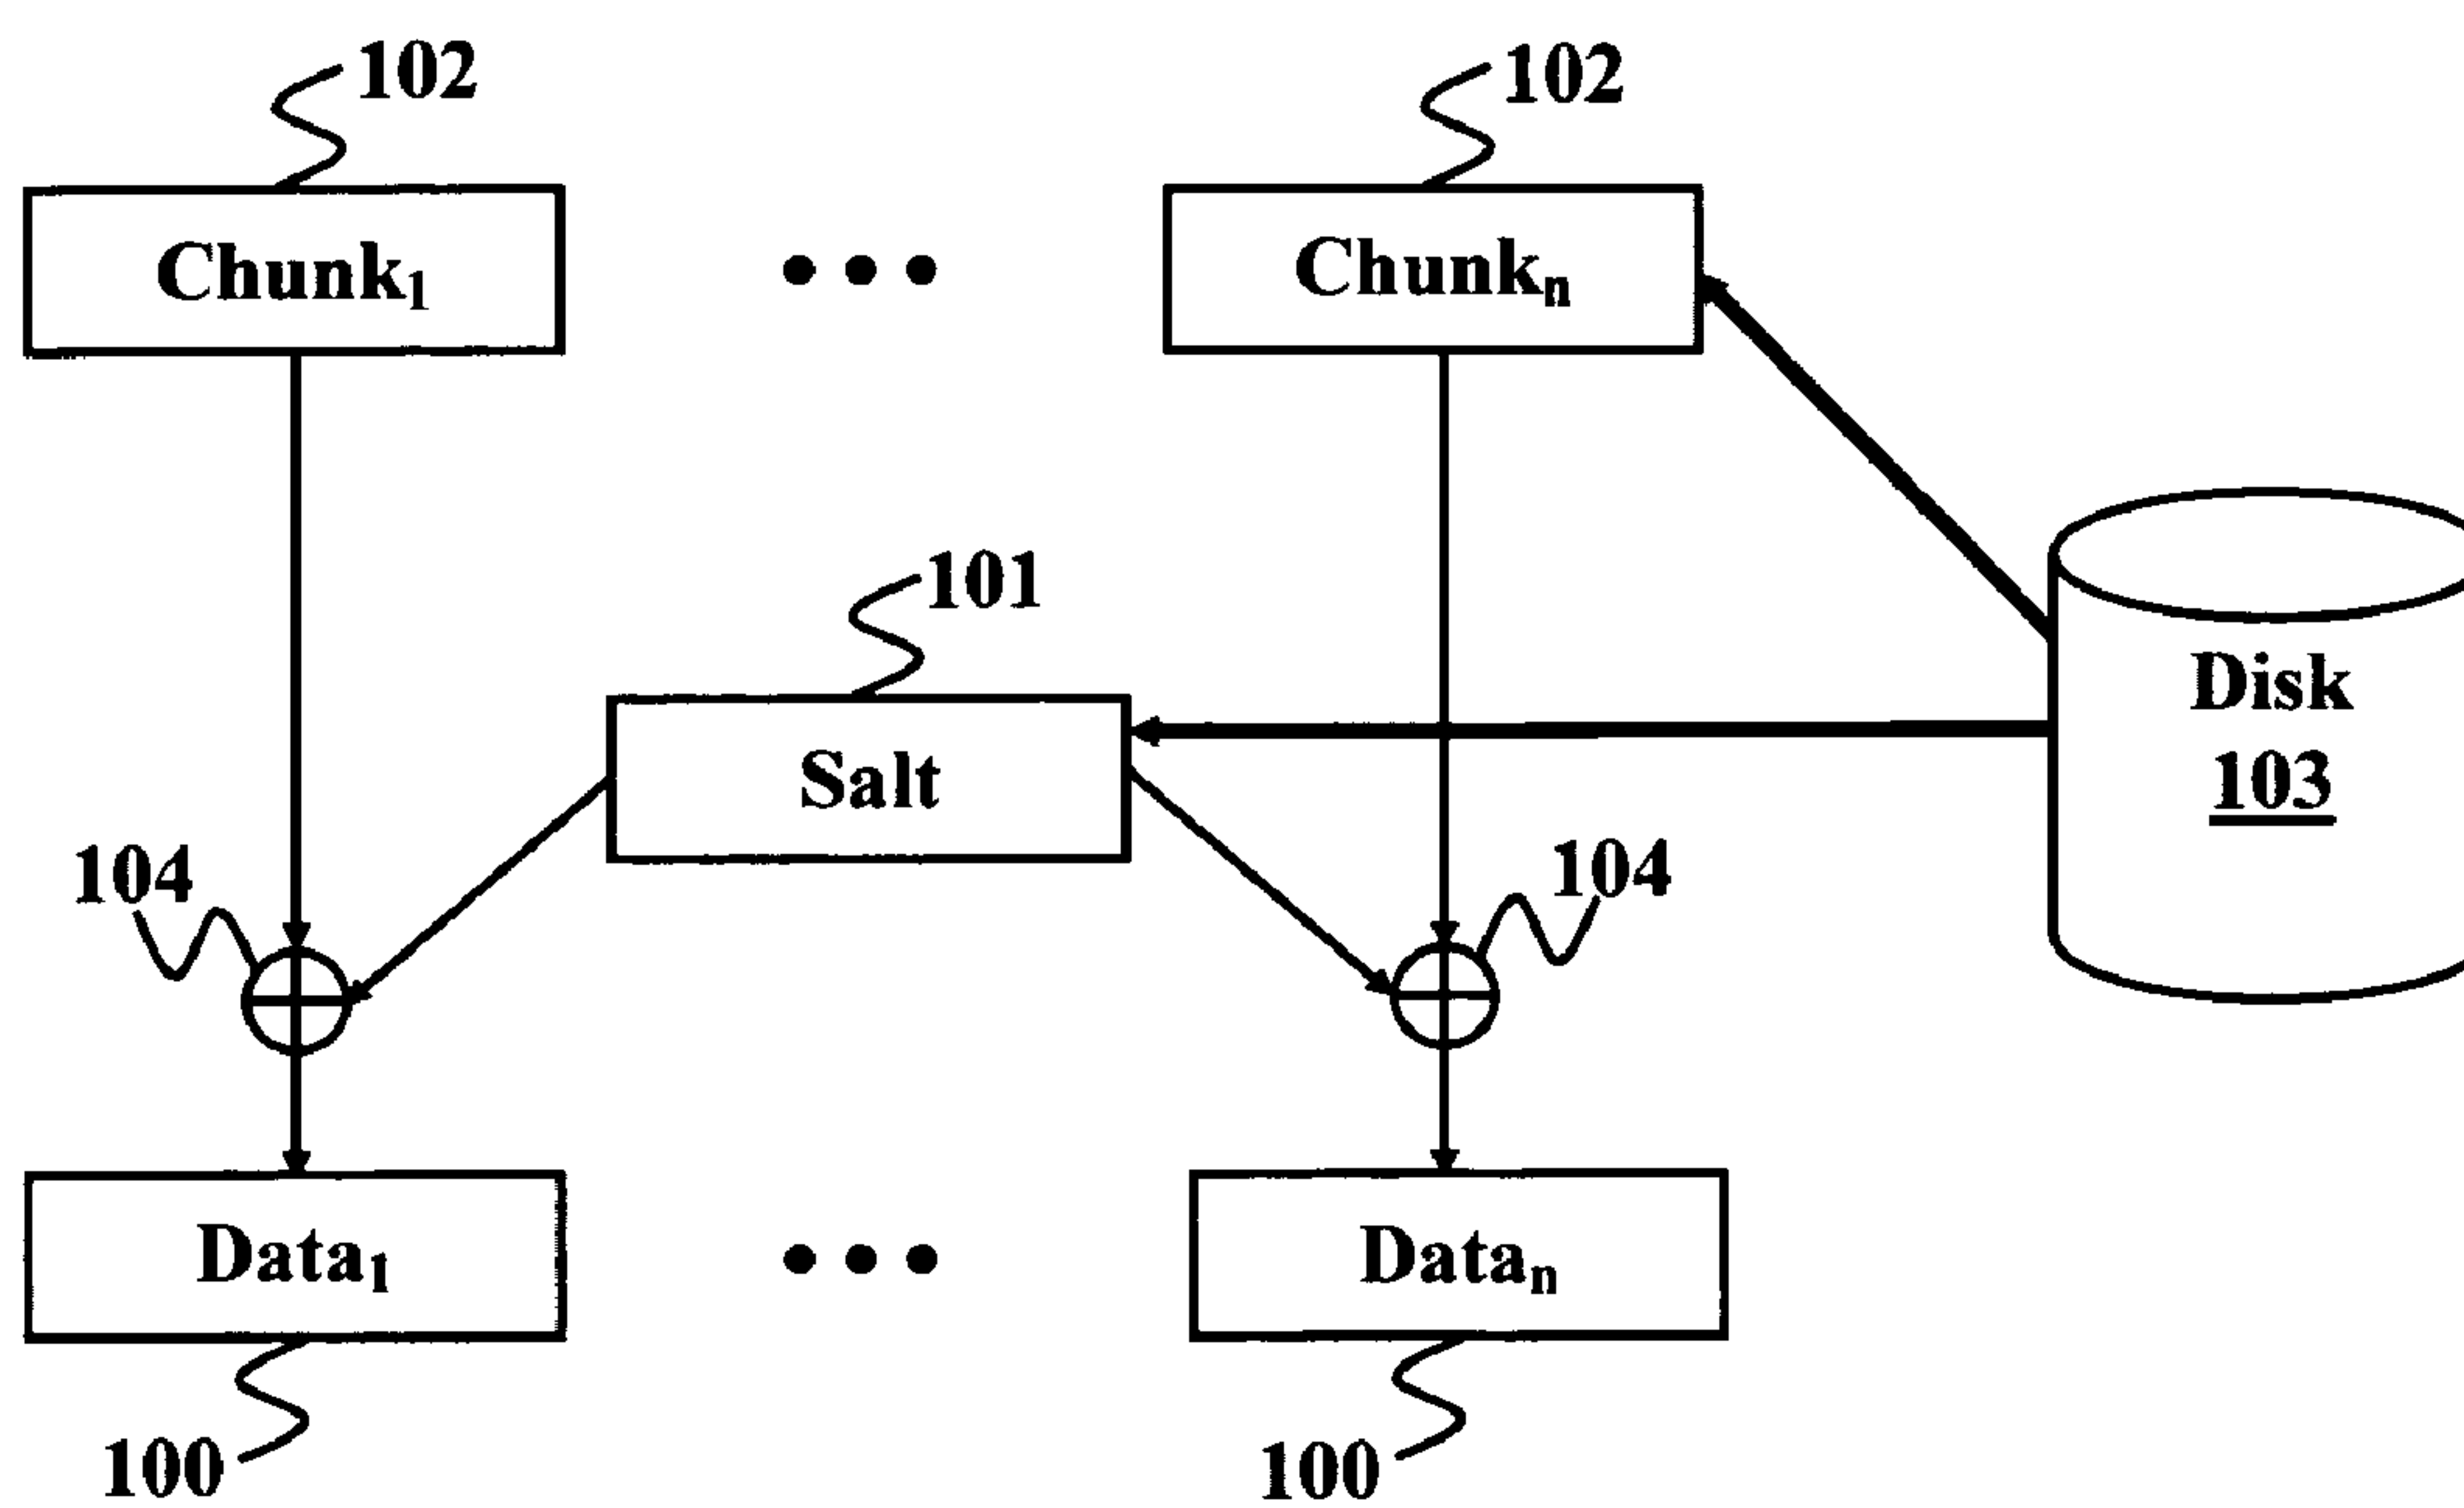 102 102
Chunk₁ ● ● ● Chunkₙ
101
Salt
Disk
103
104 104
Data₁ ● ● ● Dataₙ
100 100